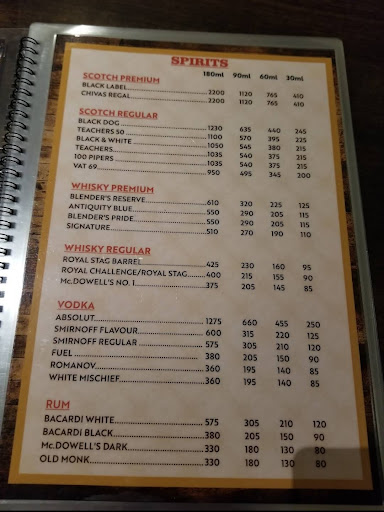 SPIRITS
180ml 90ml 60ml 30ml
SCOTCH PREMIUM
BLACK LABEL 2200 1120 765 410
CHIVAS REGAL 2200 1120 765 410
SCOTCH REGULAR
BLACK DOG 1230 635 440 245
TEACHERS 50 1100 570 395 225
BLACK & WHITE 1050 545 380 215
TEACHERS 1035 540 375 215
100 PIPERS 1035 540 375 215
VAT 69 950 495 345 200
WHISKY PREMIUM
BLENDER'S RESERVE 610 320 225 125
ANTIQUITY BLUE 550 290 205 115
BLENDER'S PRIDE 550 290 205 115
SIGNATURE 510 270 190 110
WHISKY REGULAR
ROYAL STAG BARREL 425 230 160 95
ROYAL CHALLENGE/ROYAL STAG 400 215 155 90
Mc.DOWELL'S NO. 1 375 205 145 85
VODKA
ABSOLUT 1275 660 455 250
SMIRNOFF FLAVOUR 600 315 220 125
SMIRNOFF REGULAR 575 305 210 120
FUEL 380 205 150 90
ROMANOV 360 195 140 85
WHITE MISCHIEF 360 195 140 85
RUM
BACARDI WHITE 575 305 210 120
BACARDI BLACK 380 205 150 90
Mc.DOWELL'S DARK 330 180 130 80
OLD MONK 330 180 130 80